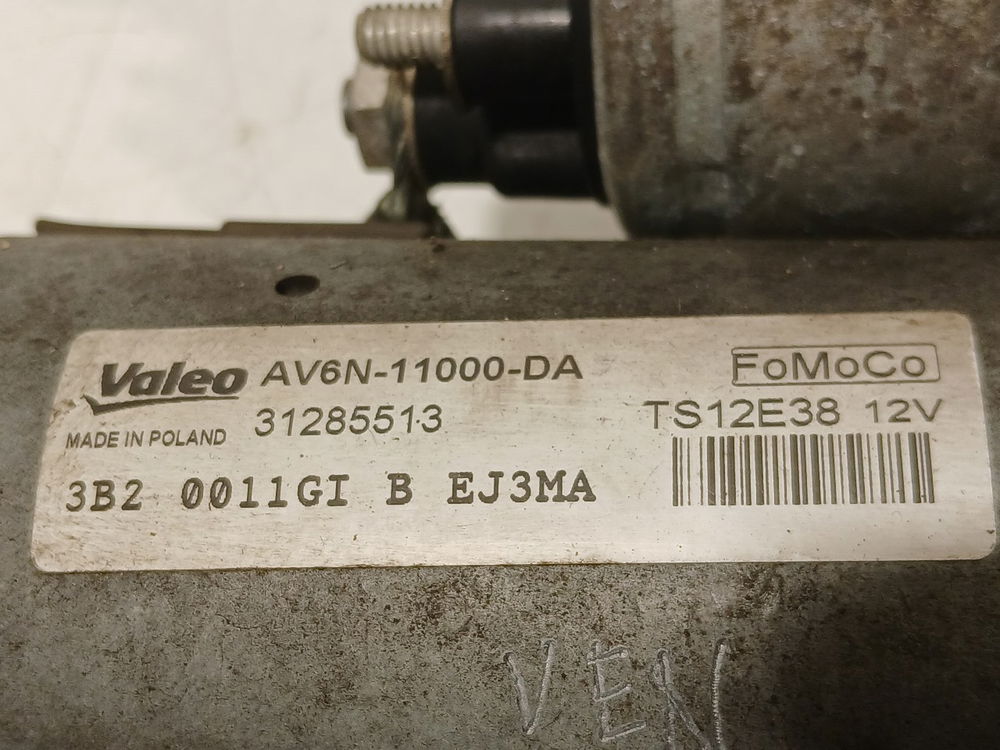 Valeo AV6N-11000-DA FoMoCo
31285513 TS12E38 12V
MADE IN POLAND
3B2 0011GI B EJ3MA
VEN